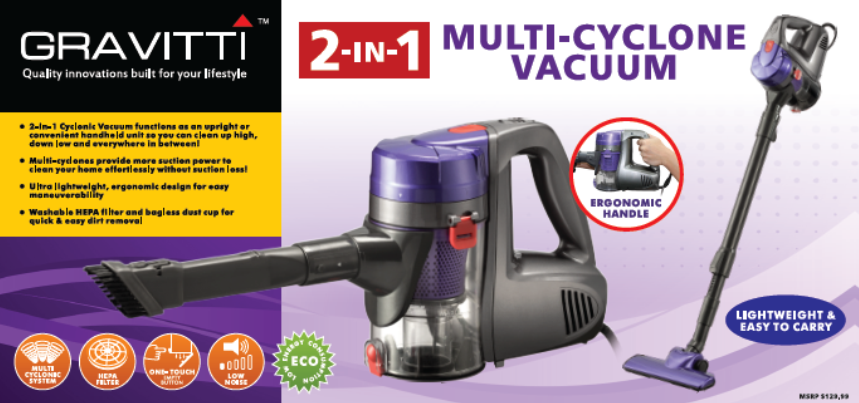 GRAVITTI™
Quality innovations built for your lifestyle
2-IN-1
MULTI-CYCLONE
VACUUM
• 2-in-1 Cyclonic Vacuum functions as an upright or
convenient handheld unit so you can clean up high,
down low and everywhere in between!
• Multi-cyclones provide more suction power to
clean your home effortlessly without suction loss!
• Ultra lightweight, ergonomic design for easy
maneuverability
• Washable HEPA filter and bagless dust cup for
quick & easy dirt removal
ERGONOMIC
HANDLE
LIGHTWEIGHT &
EASY TO CARRY
MULTI
CYCLONIC
SYSTEM
HEPA
FILTER
ONE-TOUCH
EMPTY
BUTTON
LOW
NOISE
ENERGY CONSUMPTION
ECO
LOW
MSRP $129.99